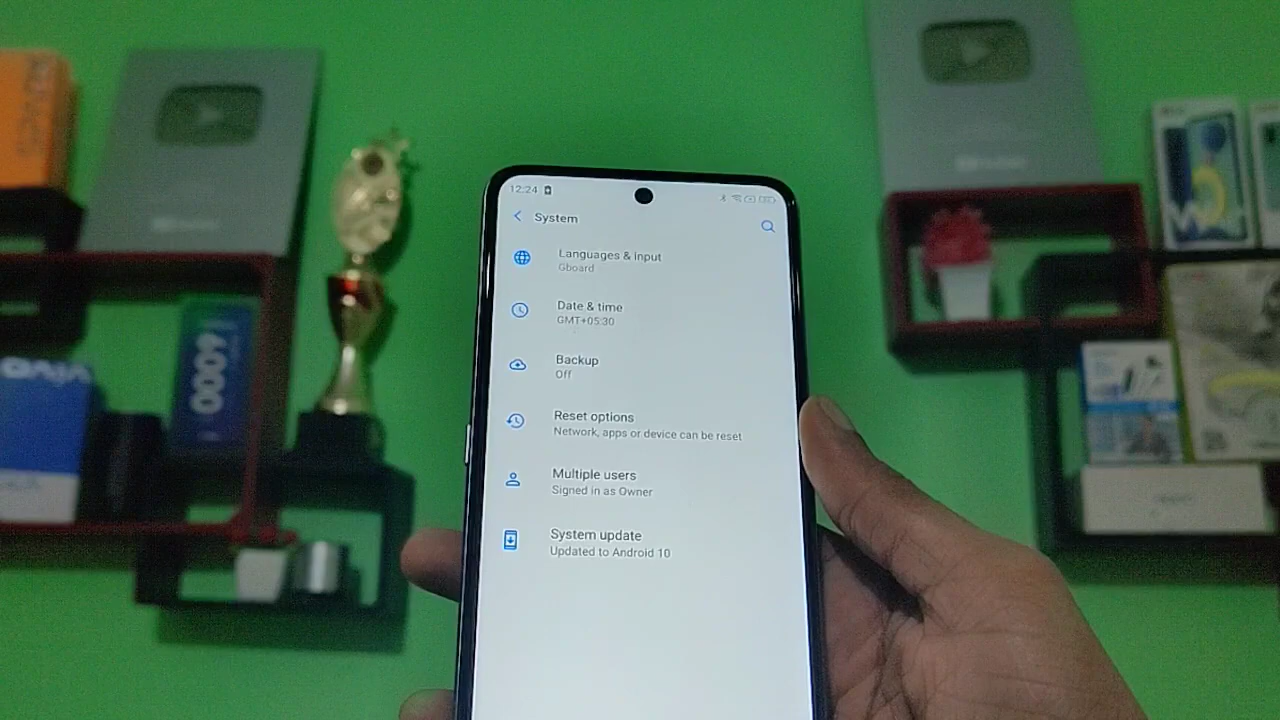 12:24
System
Languages & input
Gboard
Date & time
GMT+05:30
Backup
Off
Reset options
Network, apps or device can be reset
Multiple users
Signed in as Owner
System update
Updated to Android 10
6000